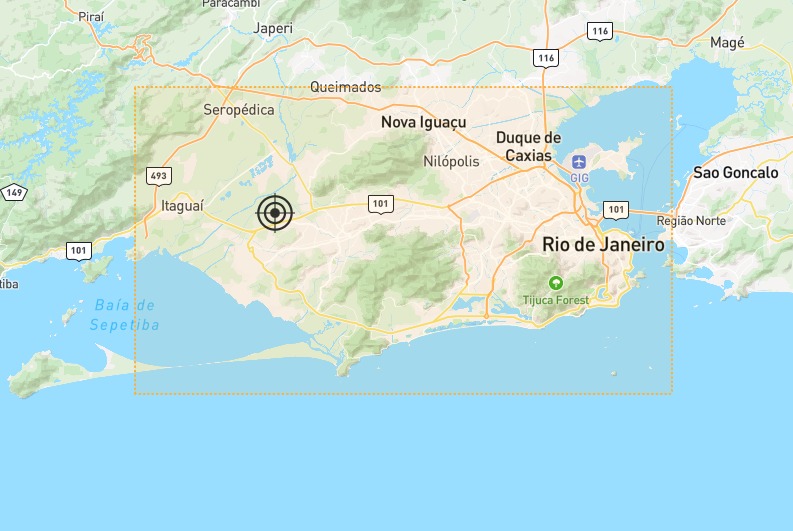 Paracambi
Piraí
Japeri
116
116
Magé
Queimados
Seropédica
Nova Iguaçu
Duque de
Caxias
Nilópolis
GIG
493
Sao Goncalo
149
Itaguaí
101
101
Região Norte
101
Rio de Janeiro
tiba
Baía de
Sepetiba
Tijuca Forest